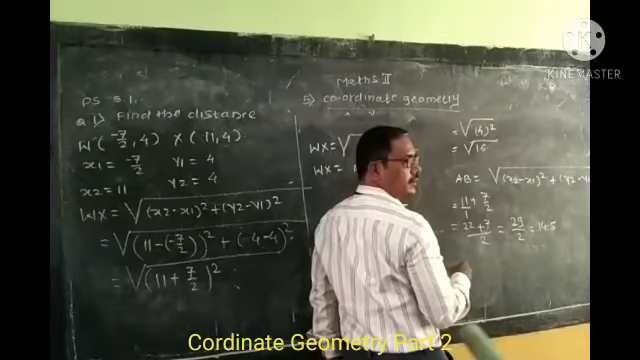 KINEMASTER
Maths II
5) co-ordinate geometry
PS 5.1.
Q.1) Find the distance
W(-7/2, 4) X(11, 4)
x1 = -7/2 Y1 = 4
x2 = 11 Y2 = 4
WX = √(x2-x1)²+(Y2-Y1)²
= √(11-(-7/2))² + (-4-4)²
= √(11+7/2)²
WX = √
WX =
= √(4)²
= √16
AB = √(x2-x1)²+(Y2-Y1
= 11/1 + 7/2
= 22+7/2 = 29/2 = 14.5
Cordinate Geometry Part 2